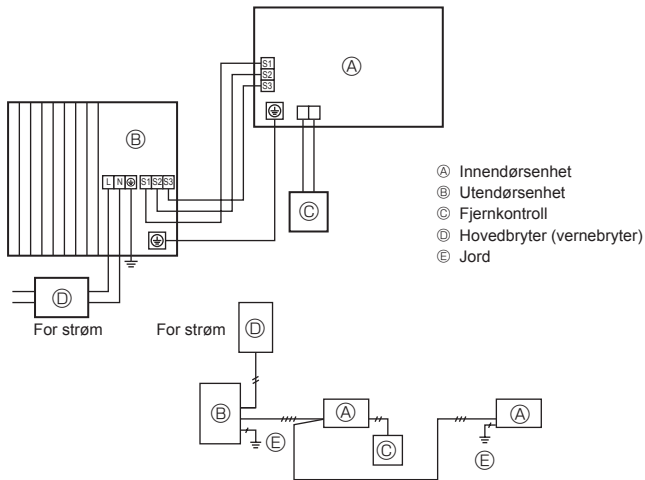 S1
S2
S3
Ⓐ
Ⓑ
L N S1 S2 S3
Ⓒ
Ⓐ Innendørsenhet
Ⓑ Utendørsenhet
Ⓒ Fjernkontroll
Ⓓ Hovedbryter (vernebryter)
Ⓔ Jord
Ⓓ
For strøm
For strøm
Ⓓ
Ⓑ
Ⓔ
Ⓐ
Ⓒ
Ⓐ
Ⓔ